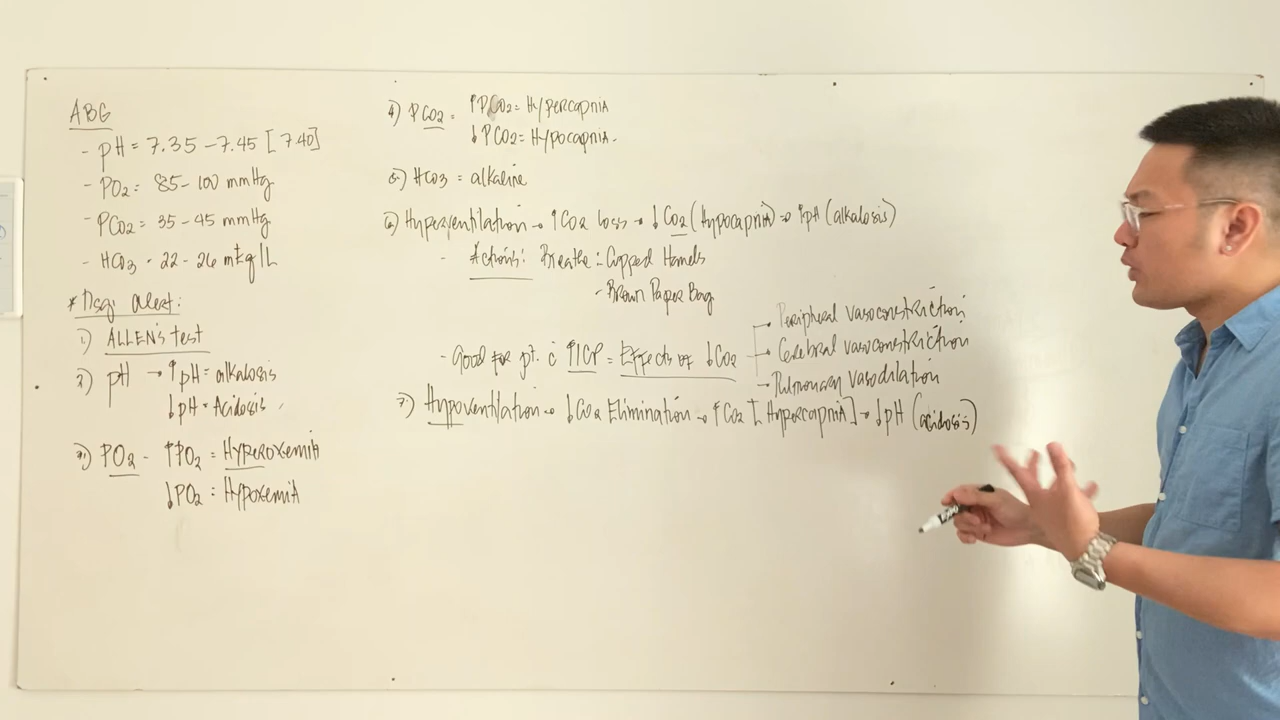 ABG
- pH = 7.35 - 7.45 [7.40]
- PO2 = 85 - 100 mmHg
- PCO2 = 35 - 45 mmHg
- HCO3 - 22 - 26 mEq/L
* Nsg. Alert:
1) ALLEN's test
2) pH → ↑pH = alkalosis
↓pH = Acidosis
3) PO2 - ↑PO2 = Hyperoxemia
↓PO2 = Hypoxemia
4) PCO2 = ↑PCO2 = Hypercapnia
↓PCO2 = Hypocapnia
5) HCO3 = alkaline
6) Hyperventilation → ↑CO2 loss → ↓CO2 (Hypocapnia) → ↑pH (alkalosis)
- Actions: Breathe : Cupped Hands
- Brown Paper Bag
- Good for pt. c̄ ↑ICP = Effects of ↓CO2
→ Peripheral vasoconstriction
→ Cerebral vasoconstriction
→ Pulmonary vasodilation
7) Hypoventilation → ↓CO2 Elimination → ↑CO2 [Hypercapnia] → ↓pH (acidosis)